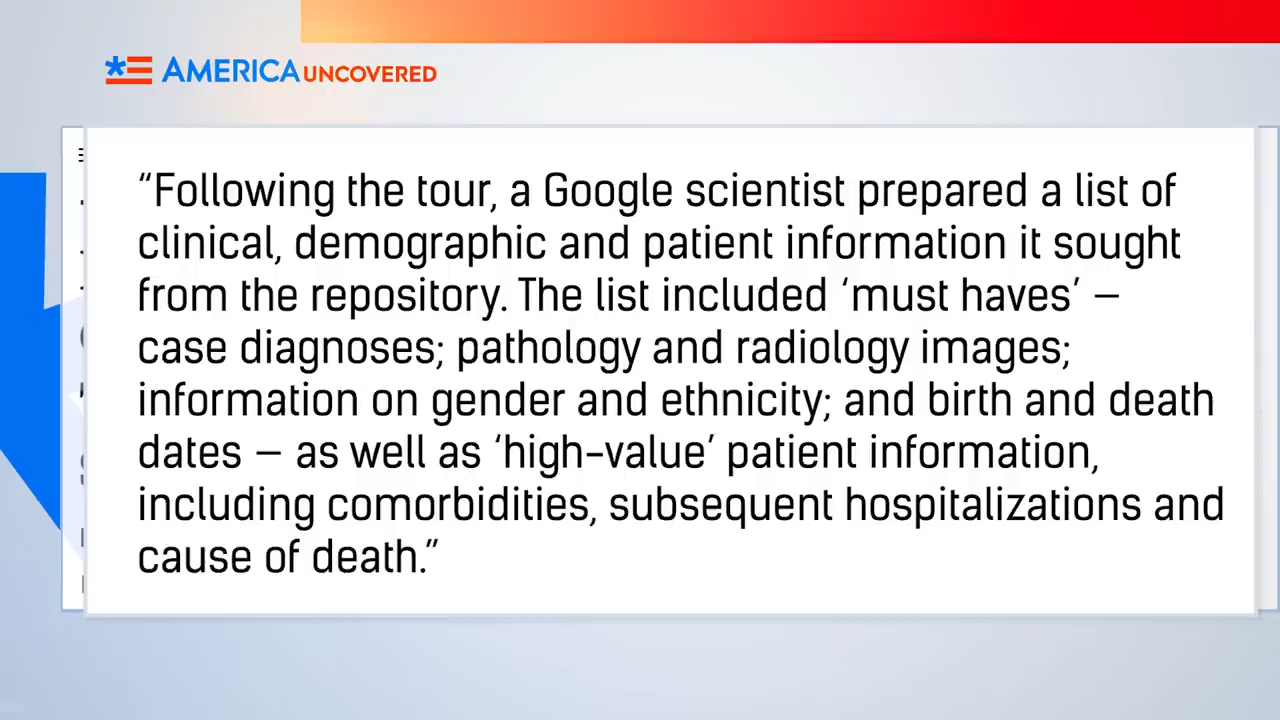 AMERICA UNCOVERED
“Following the tour, a Google scientist prepared a list of
clinical, demographic and patient information it sought
from the repository. The list included ‘must haves’ –
case diagnoses; pathology and radiology images;
information on gender and ethnicity; and birth and death
dates – as well as ‘high-value’ patient information,
including comorbidities, subsequent hospitalizations and
cause of death.”